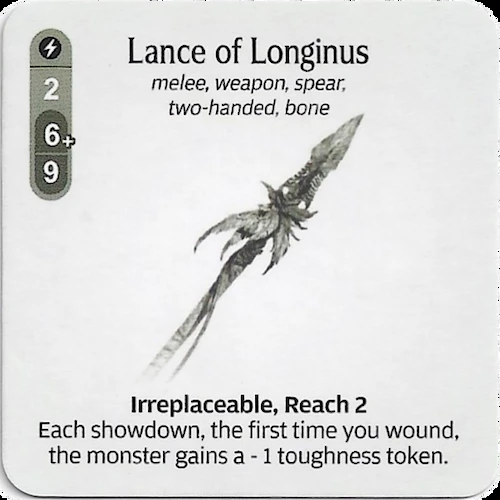 Lance of Longinus
melee, weapon, spear,
two-handed, bone
2
6+
9
Irreplaceable, Reach 2
Each showdown, the first time you wound,
the monster gains a - 1 toughness token.